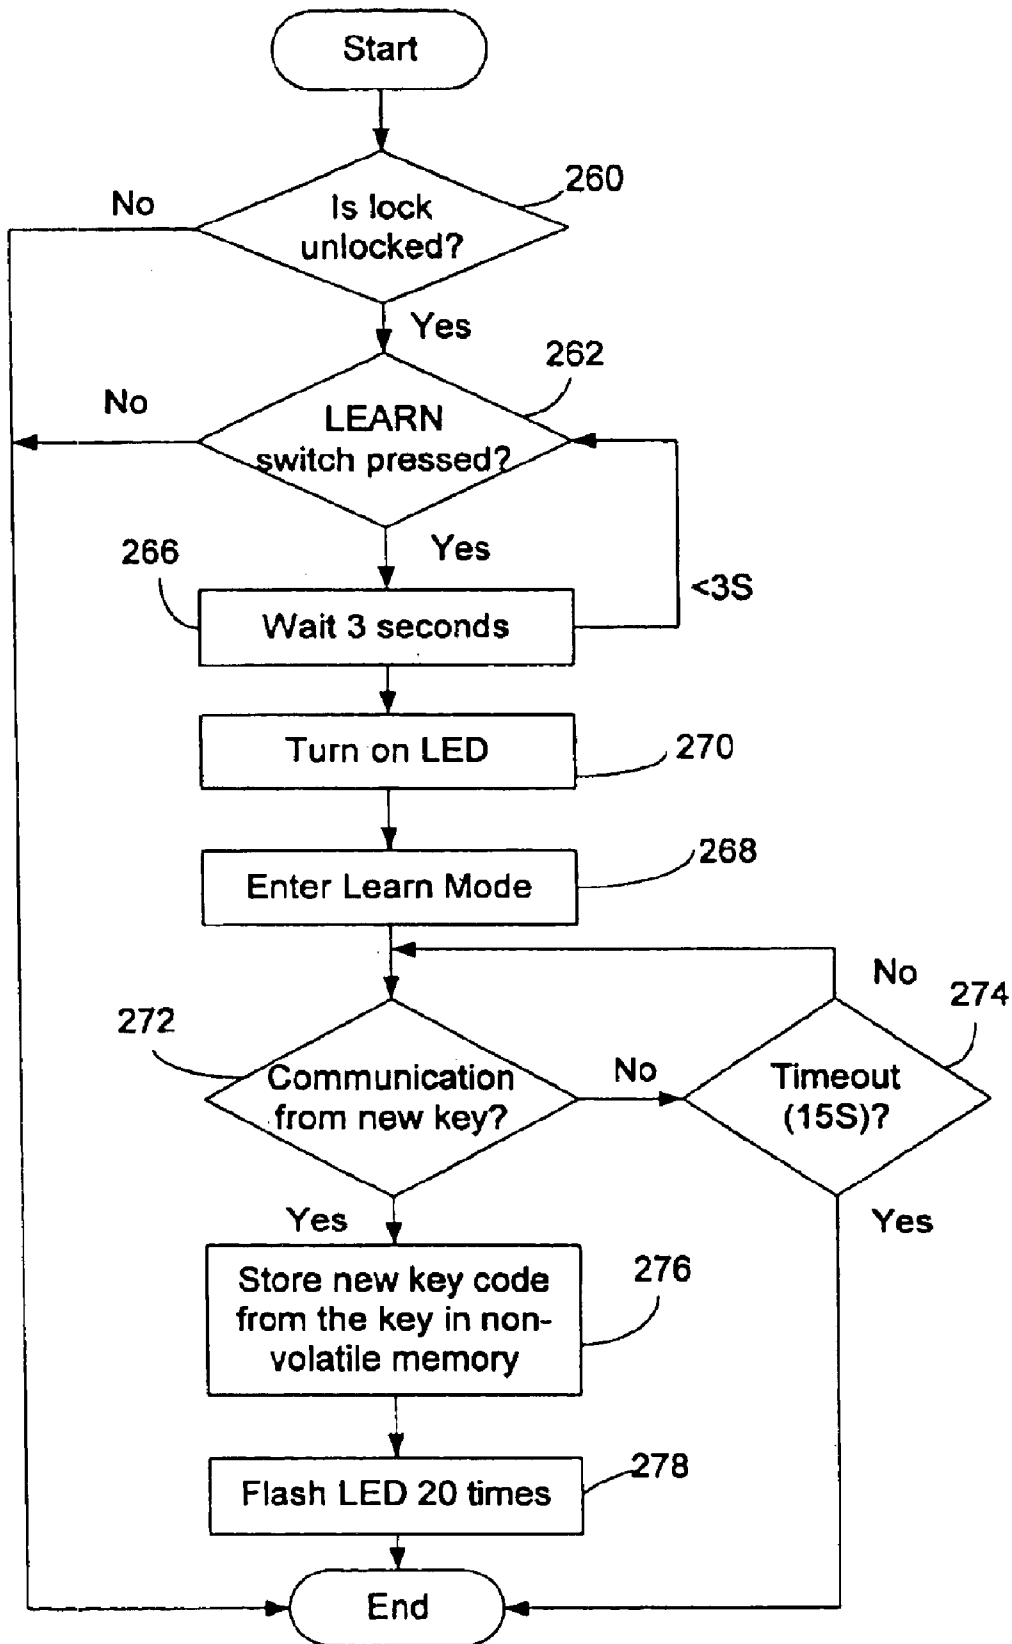 Start
260
No
Is lock
unlocked?
Yes
262
No
LEARN
switch pressed?
266
Yes
<3S
Wait 3 seconds
270
Turn on LED
268
Enter Learn Mode
No
274
272
Communication
from new key?
No
Timeout
(15S)?
Yes
Yes
276
Store new key code
from the key in non-
volatile memory
278
Flash LED 20 times
End